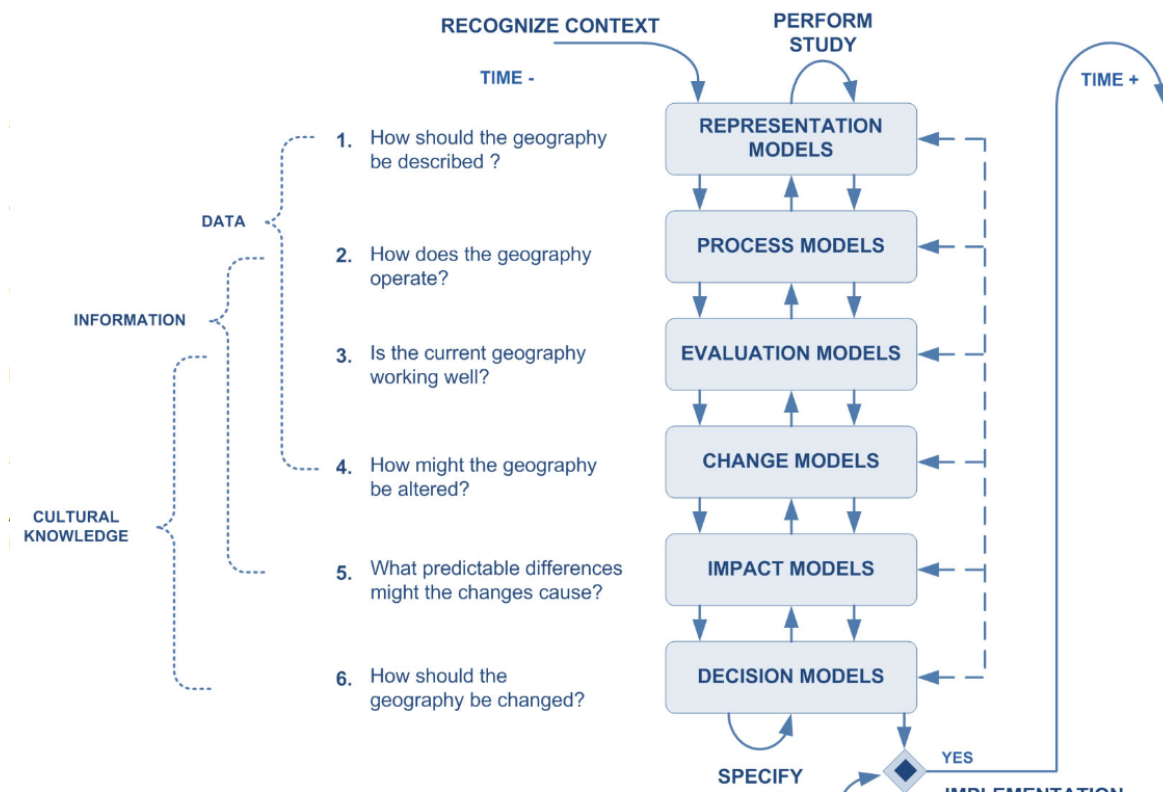 RECOGNIZE CONTEXT
PERFORM
STUDY
TIME -
TIME +
1. How should the geography
be described ?
REPRESENTATION
MODELS
DATA
2. How does the geography
operate?
PROCESS MODELS
INFORMATION
3. Is the current geography
working well?
EVALUATION MODELS
4. How might the geography
be altered?
CHANGE MODELS
CULTURAL
KNOWLEDGE
5. What predictable differences
might the changes cause?
IMPACT MODELS
6. How should the
geography be changed?
DECISION MODELS
SPECIFY
YES
IMPLEMENTATION